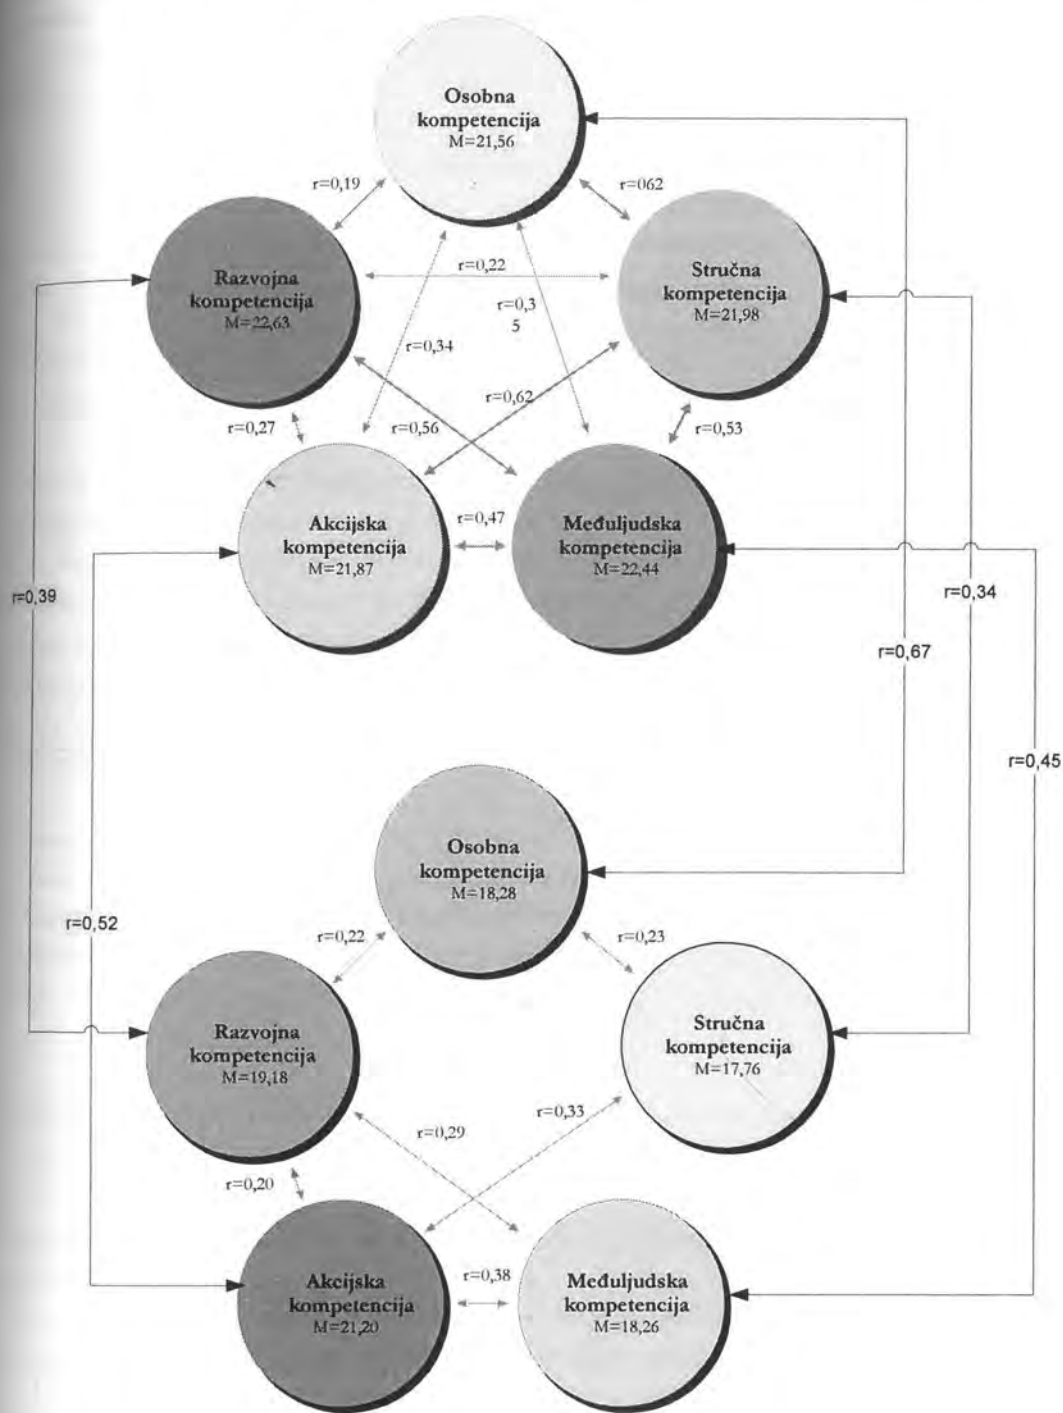 Osobna
kompetencija
M=21,56
r=0,19
r=062
Razvojna
kompetencija
M=22,63
r=0,22
Stručna
kompetencija
M=21,98
r=0,3
5
r=0,34
r=0,62
r=0,27
r=0,56
r=0,53
Akcijska
kompetencija
M=21,87
r=0,47
Međuljudska
kompetencija
M=22,44
r=0,39
r=0,34
r=0,67
r=0,45
Osobna
kompetencija
M=18,28
r=0,52
r=0,22
r=0,23
Razvojna
kompetencija
M=19,18
Stručna
kompetencija
M=17,76
r=0,33
r=0,29
r=0,20
Akcijska
kompetencija
M=21,20
r=0,38
Međuljudska
kompetencija
M=18,26